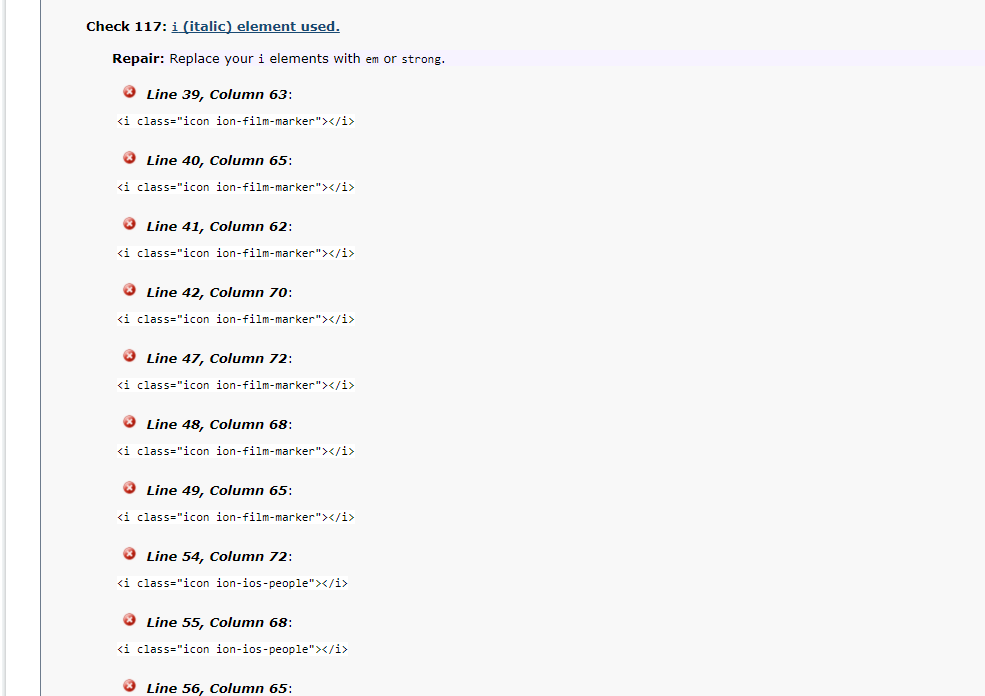 Check 117: i (italic) element used.
Repair: Replace your i elements with em or strong.
Line 39, Column 63:
<i class="icon ion-film-marker"></i>
Line 40, Column 65:
<i class="icon ion-film-marker"></i>
Line 41, Column 62:
<i class="icon ion-film-marker"></i>
Line 42, Column 70:
<i class="icon ion-film-marker"></i>
Line 47, Column 72:
<i class="icon ion-film-marker"></i>
Line 48, Column 68:
<i class="icon ion-film-marker"></i>
Line 49, Column 65:
<i class="icon ion-film-marker"></i>
Line 54, Column 72:
<i class="icon ion-ios-people"></i>
Line 55, Column 68:
<i class="icon ion-ios-people"></i>
Line 56, Column 65: